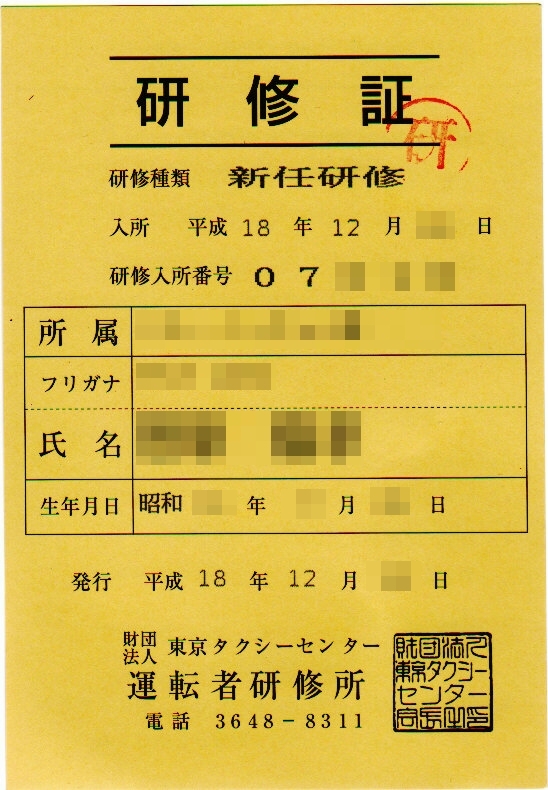 研修証
研
研修種類 新任研修
入所 平成 18 年 12 月 日
研修入所番号 07
所属
フリガナ
氏名
生年月日 昭和 年 月 日
発行 平成 18 年 12 月 日
財団法人 東京タクシーセンター
運転者研修所
電話 3648-8311
財団法人
東京タクシー
センター